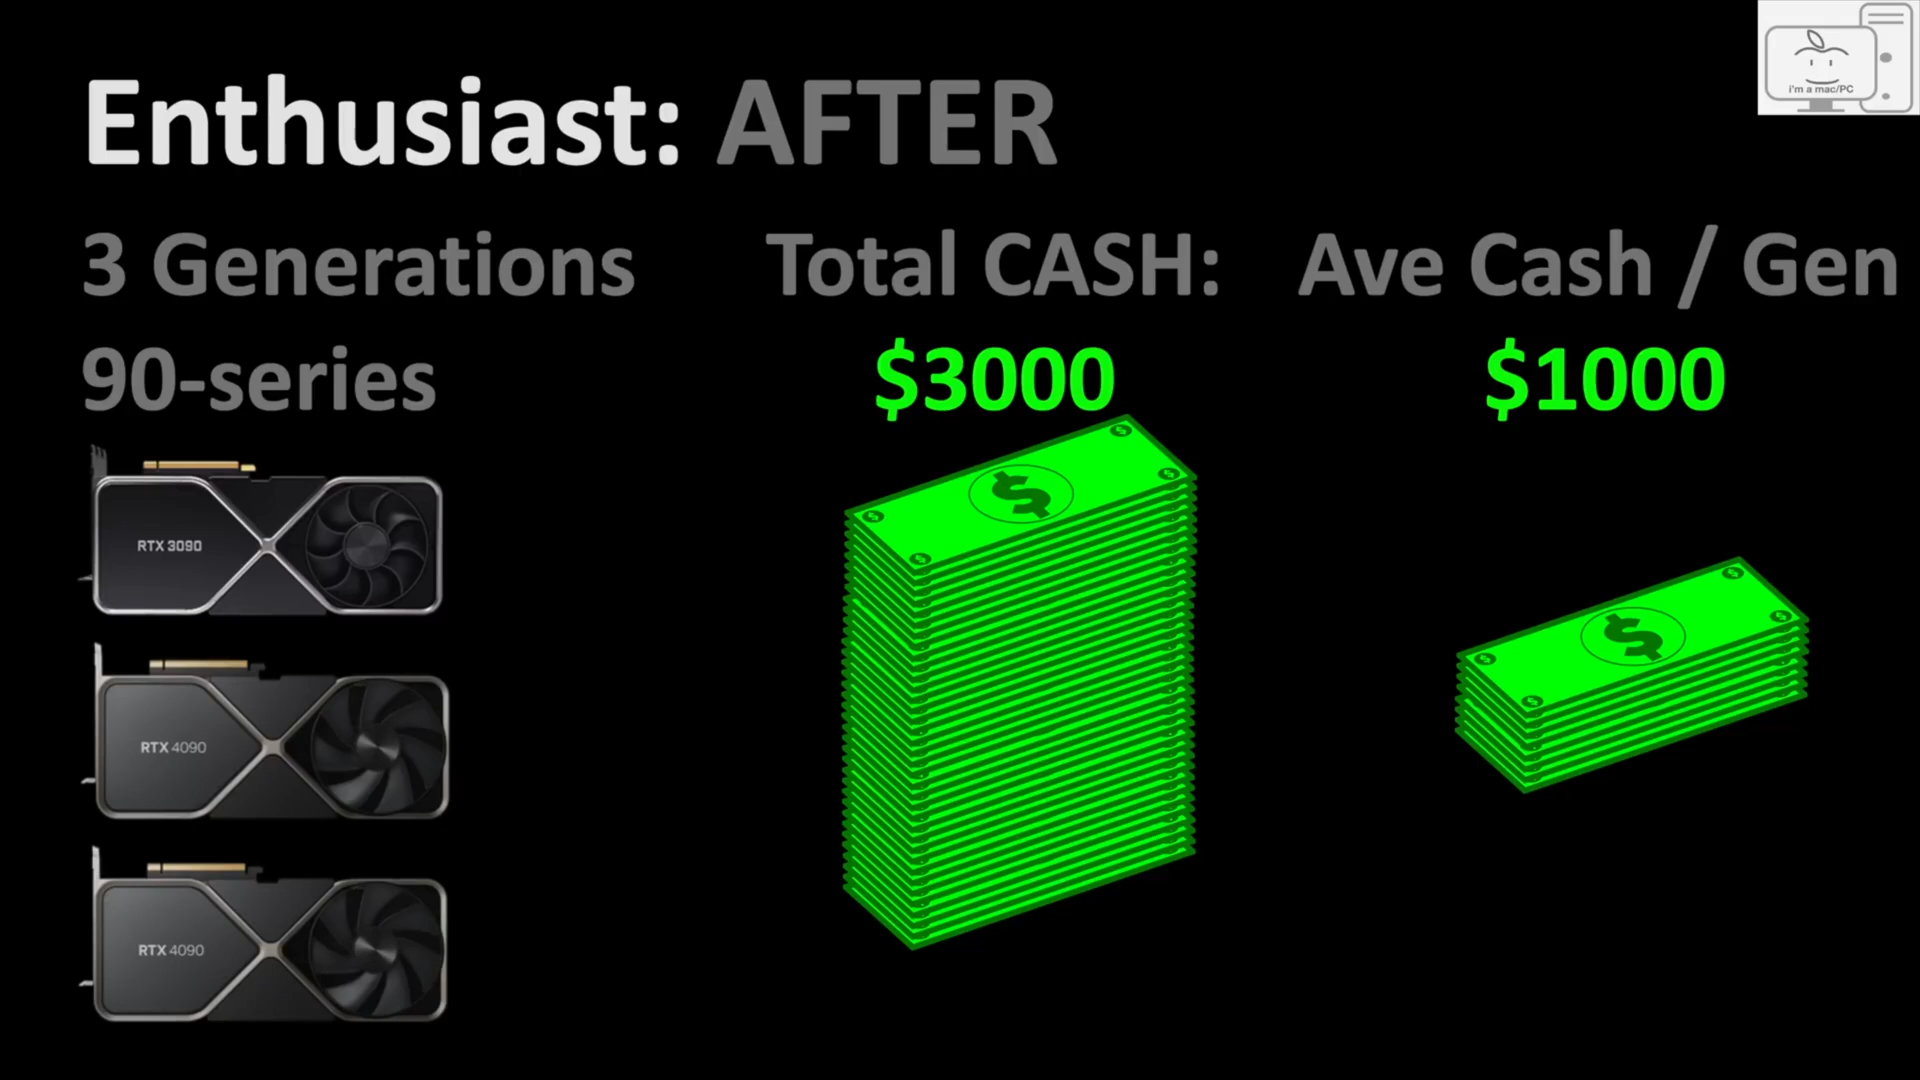 Enthusiast: AFTER
i'm a mac/PC
3 Generations
Total CASH:
Ave Cash / Gen
90-series
$3000
$1000
RTX 3090
RTX 4090
RTX 4090